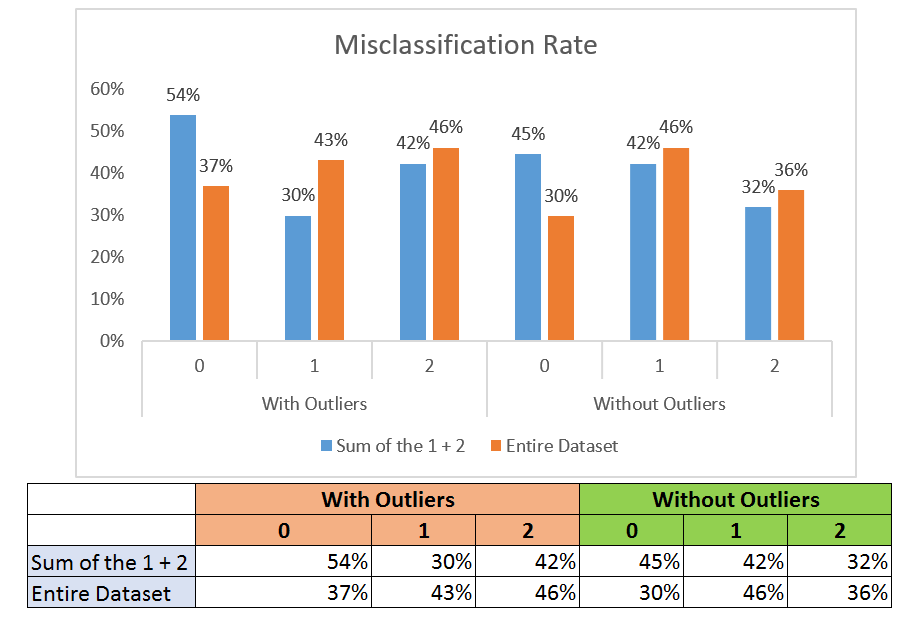 Misclassification Rate
60%
50%
40%
30%
20%
10%
0%
54%
37%
30%
43%
42%
46%
45%
30%
42%
46%
32%
36%
0 1 2 0 1 2
With Outliers Without Outliers
Sum of the 1 + 2 Entire Dataset
With Outliers Without Outliers
0 1 2 0 1 2
Sum of the 1 + 2 54% 30% 42% 45% 42% 32%
Entire Dataset 37% 43% 46% 30% 46% 36%